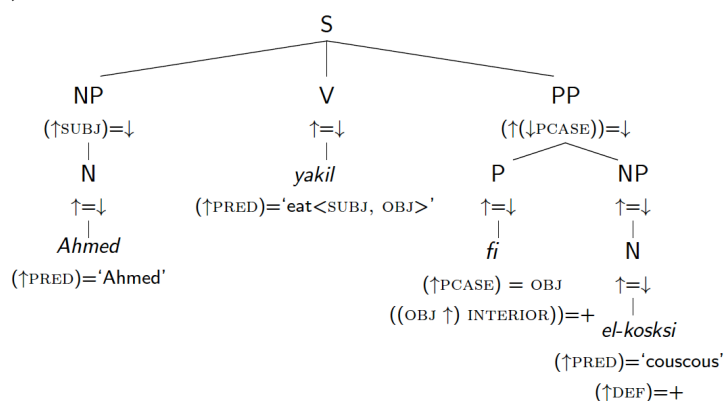 S
NP V PP
(↑SUBJ)=↓ ↑=↓ (↑(↓PCASE))=↓
N yakil P NP
↑=↓ (↑PRED)=‘eat<SUBJ, OBJ>’ ↑=↓ ↑=↓
Ahmed fi N
(↑PRED)=‘Ahmed’ (↑PCASE) = OBJ ↑=↓
((OBJ ↑) INTERIOR))=+ el-kosksi
(↑PRED)=‘couscous’
(↑DEF)=+